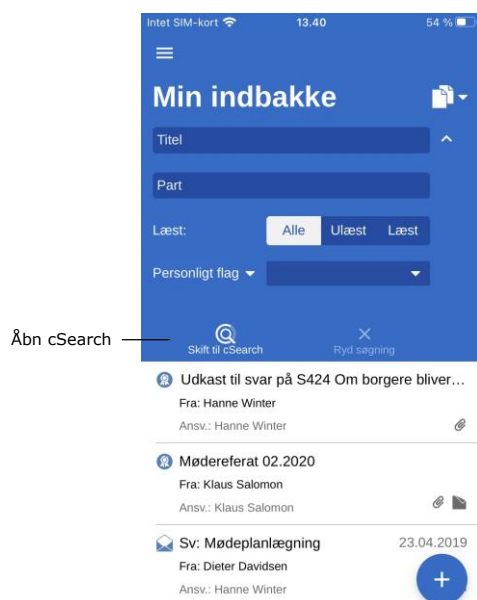 Intet SIM-kort 13.40 54 %
Min indbakke
Titel
Part
Læst: Alle Ulæst Læst
Personligt flag
Åbn cSearch
Skift til cSearch Ryd søgning
Udkast til svar på S424 Om borgere bliver...
Fra: Hanne Winter
Ansv.: Hanne Winter
Mødereferat 02.2020
Fra: Klaus Salomon
Ansv.: Klaus Salomon
Sv: Mødeplanlægning 23.04.2019
Fra: Dieter Davidsen
Ansv.: Hanne Winter